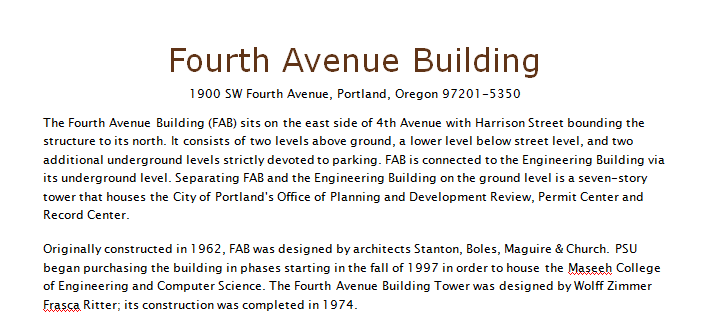 Fourth Avenue Building
1900 SW Fourth Avenue, Portland, Oregon 97201-5350
The Fourth Avenue Building (FAB) sits on the east side of 4th Avenue with Harrison Street bounding the
structure to its north. It consists of two levels above ground, a lower level below street level, and two
additional underground levels strictly devoted to parking. FAB is connected to the Engineering Building via
its underground level. Separating FAB and the Engineering Building on the ground level is a seven-story
tower that houses the City of Portland's Office of Planning and Development Review, Permit Center and
Record Center.
Originally constructed in 1962, FAB was designed by architects Stanton, Boles, Maguire & Church. PSU
began purchasing the building in phases starting in the fall of 1997 in order to house the Maseeh College
of Engineering and Computer Science. The Fourth Avenue Building Tower was designed by Wolff Zimmer
Frasca Ritter; its construction was completed in 1974.